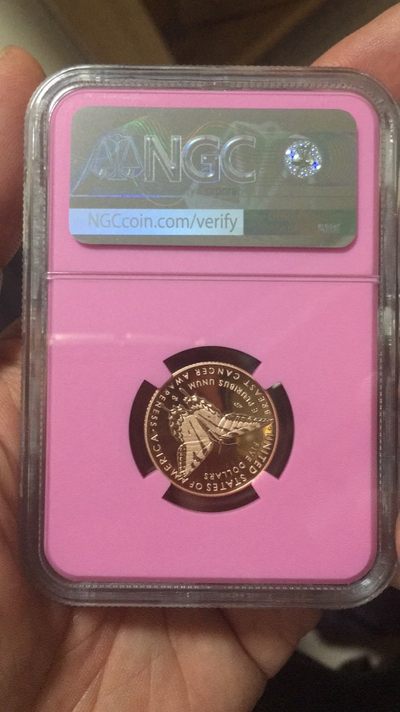 NGC
NGCcoin.com/verify
UNITED STATES OF AMERICA
BREAST CANCER AWARENESS
E PLURIBUS UNUM
FIVE DOLLARS